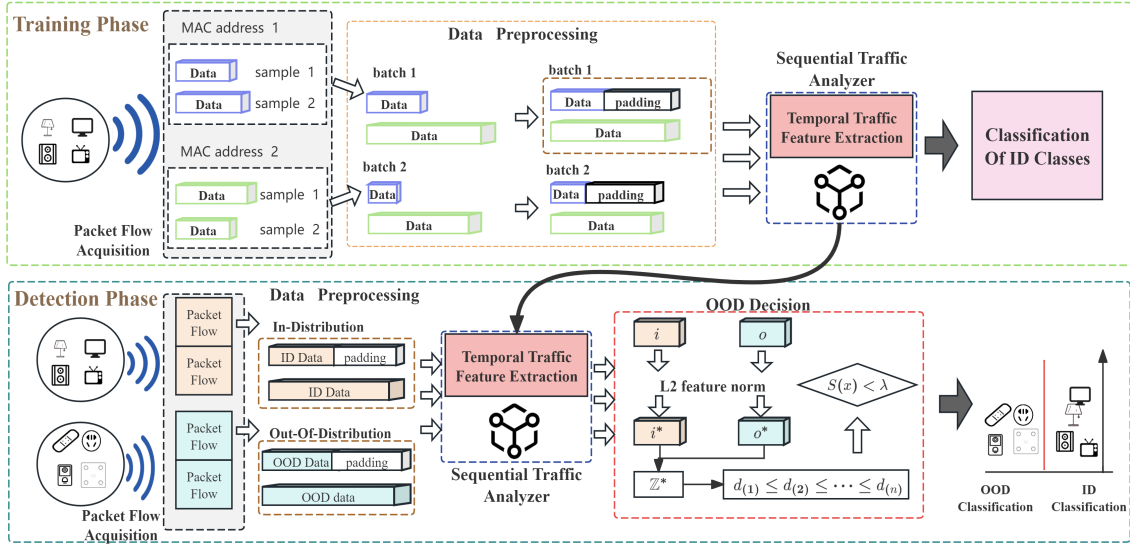 Training Phase
MAC address 1
Data
sample 1
Data
sample 2
MAC address 2
Data
sample 1
Data
sample 2
Packet Flow
Acquisition
Data Preprocessing
batch 1
Data
Data
batch 2
Data
Data
batch 1
Data
padding
Data
batch 2
Data
padding
Data
Sequential Traffic
Analyzer
Temporal Traffic
Feature Extraction
Classification
Of ID Classes
Detection Phase
Packet
Flow
Packet
Flow
Packet
Flow
Packet
Flow
Packet Flow
Acquisition
Data Preprocessing
In-Distribution
ID Data
padding
ID Data
Out-Of-Distribution
OOD Data
padding
OOD data
Temporal Traffic
Feature Extraction
Sequential Traffic
Analyzer
OOD Decision
i
o
L2 feature norm
i*
o*
ℤ*
d(1) ≤ d(2) ≤ ⋯ ≤ d(n)
S(x) < λ
OOD
Classification
ID
Classification